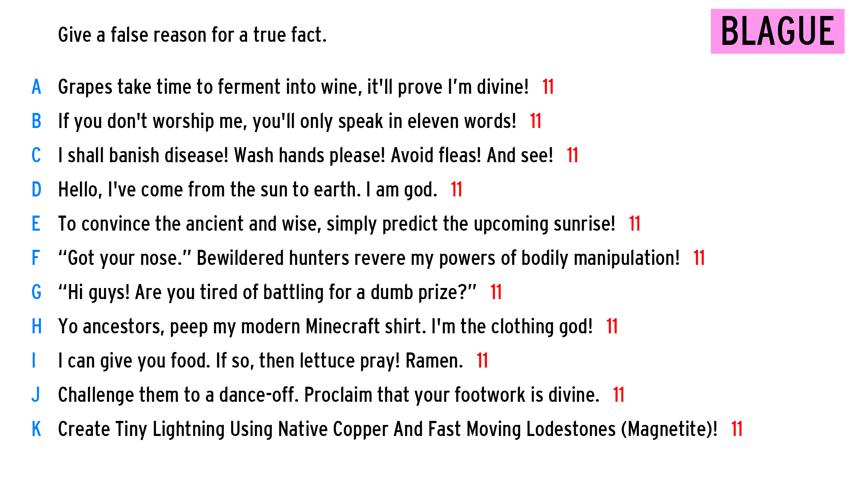 Give a false reason for a true fact.
BLAGUE
A Grapes take time to ferment into wine, it'll prove I’m divine! 11
B If you don't worship me, you'll only speak in eleven words! 11
C I shall banish disease! Wash hands please! Avoid fleas! And see! 11
D Hello, I've come from the sun to earth. I am god. 11
E To convince the ancient and wise, simply predict the upcoming sunrise! 11
F “Got your nose.” Bewildered hunters revere my powers of bodily manipulation! 11
G “Hi guys! Are you tired of battling for a dumb prize?” 11
H Yo ancestors, peep my modern Minecraft shirt. I'm the clothing god! 11
I I can give you food. If so, then lettuce pray! Ramen. 11
J Challenge them to a dance-off. Proclaim that your footwork is divine. 11
K Create Tiny Lightning Using Native Copper And Fast Moving Lodestones (Magnetite)! 11